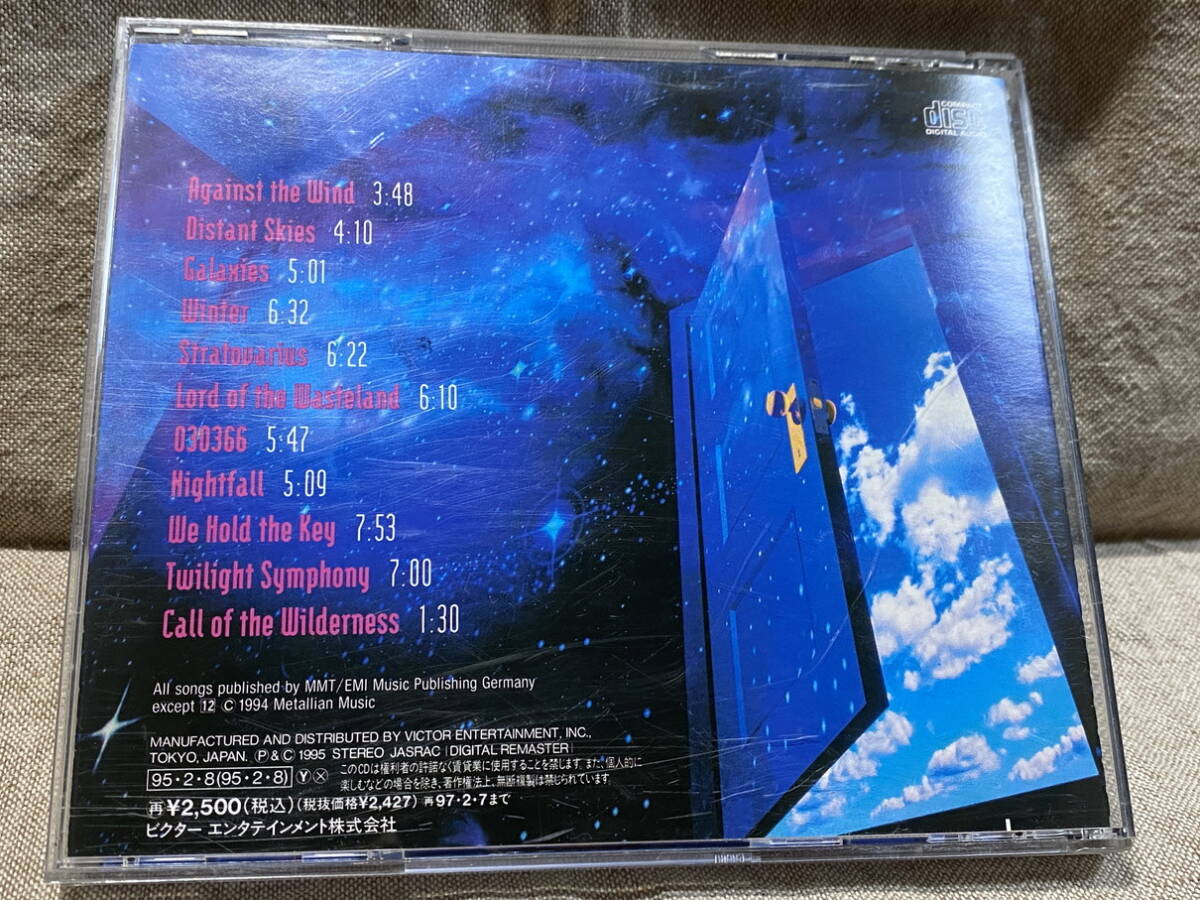 COMPACT
disc
DIGITAL AUDIO
Against the Wind 3:48
Distant Skies 4:10
Galaxies 5:01
Winter 6:32
Stratovarius 6:22
Lord of the Wasteland 6:10
030366 5:47
Nightfall 5:09
We Hold the Key 7:53
Twilight Symphony 7:00
Call of the Wilderness 1:30
All songs published by MMT/EMI Music Publishing Germany
except 12 © 1994 Metallian Music
MANUFACTURED AND DISTRIBUTED BY VICTOR ENTERTAINMENT, INC.,
TOKYO, JAPAN. Ⓟ & © 1995 STEREO JASRAC DIGITAL REMASTER
95・2・8(95・2・8) Ⓨ Ⓧ このCDは権利者の許諾なく賃貸業に使用することを禁じます。また、個人的に
楽しむなどの場合を除き、著作権法上、無断複製は禁じられています。
再¥2,500(税込)(税抜価格¥2,427) 再97・2・7まで
ビクター エンタテインメント株式会社